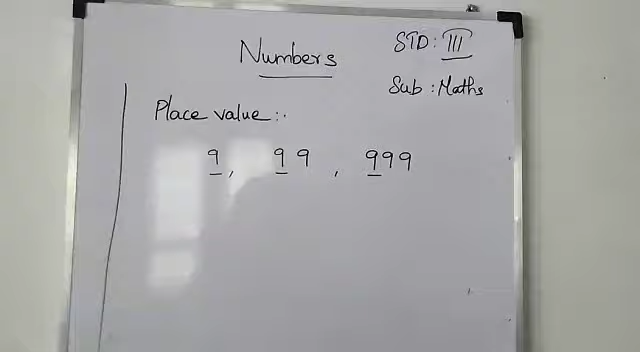 Numbers
STD: III
Sub : Maths
Place value:-
9, 99, 999